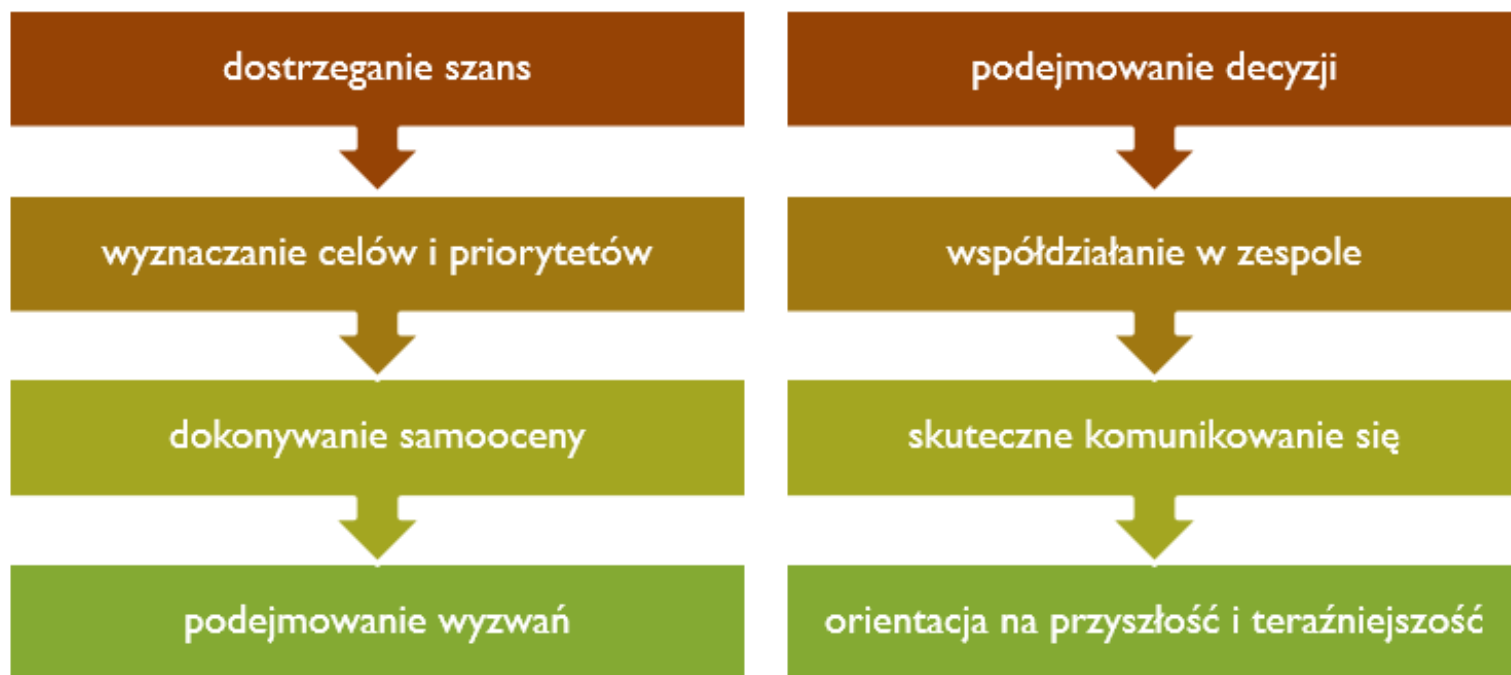 dostrzeganie szans
wyznaczanie celów i priorytetów
dokonywanie samooceny
podejmowanie wyzwań
podejmowanie decyzji
współdziałanie w zespole
skuteczne komunikowanie się
orientacja na przyszłość i teraźniejszość